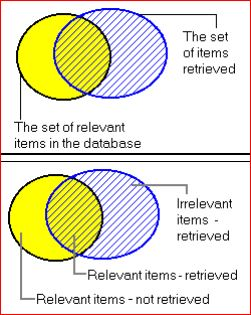 The set
of items
retrieved
The set of relevant
items in the database
Irrelevant
items -
retrieved
Relevant items - retrieved
Relevant items - not retrieved